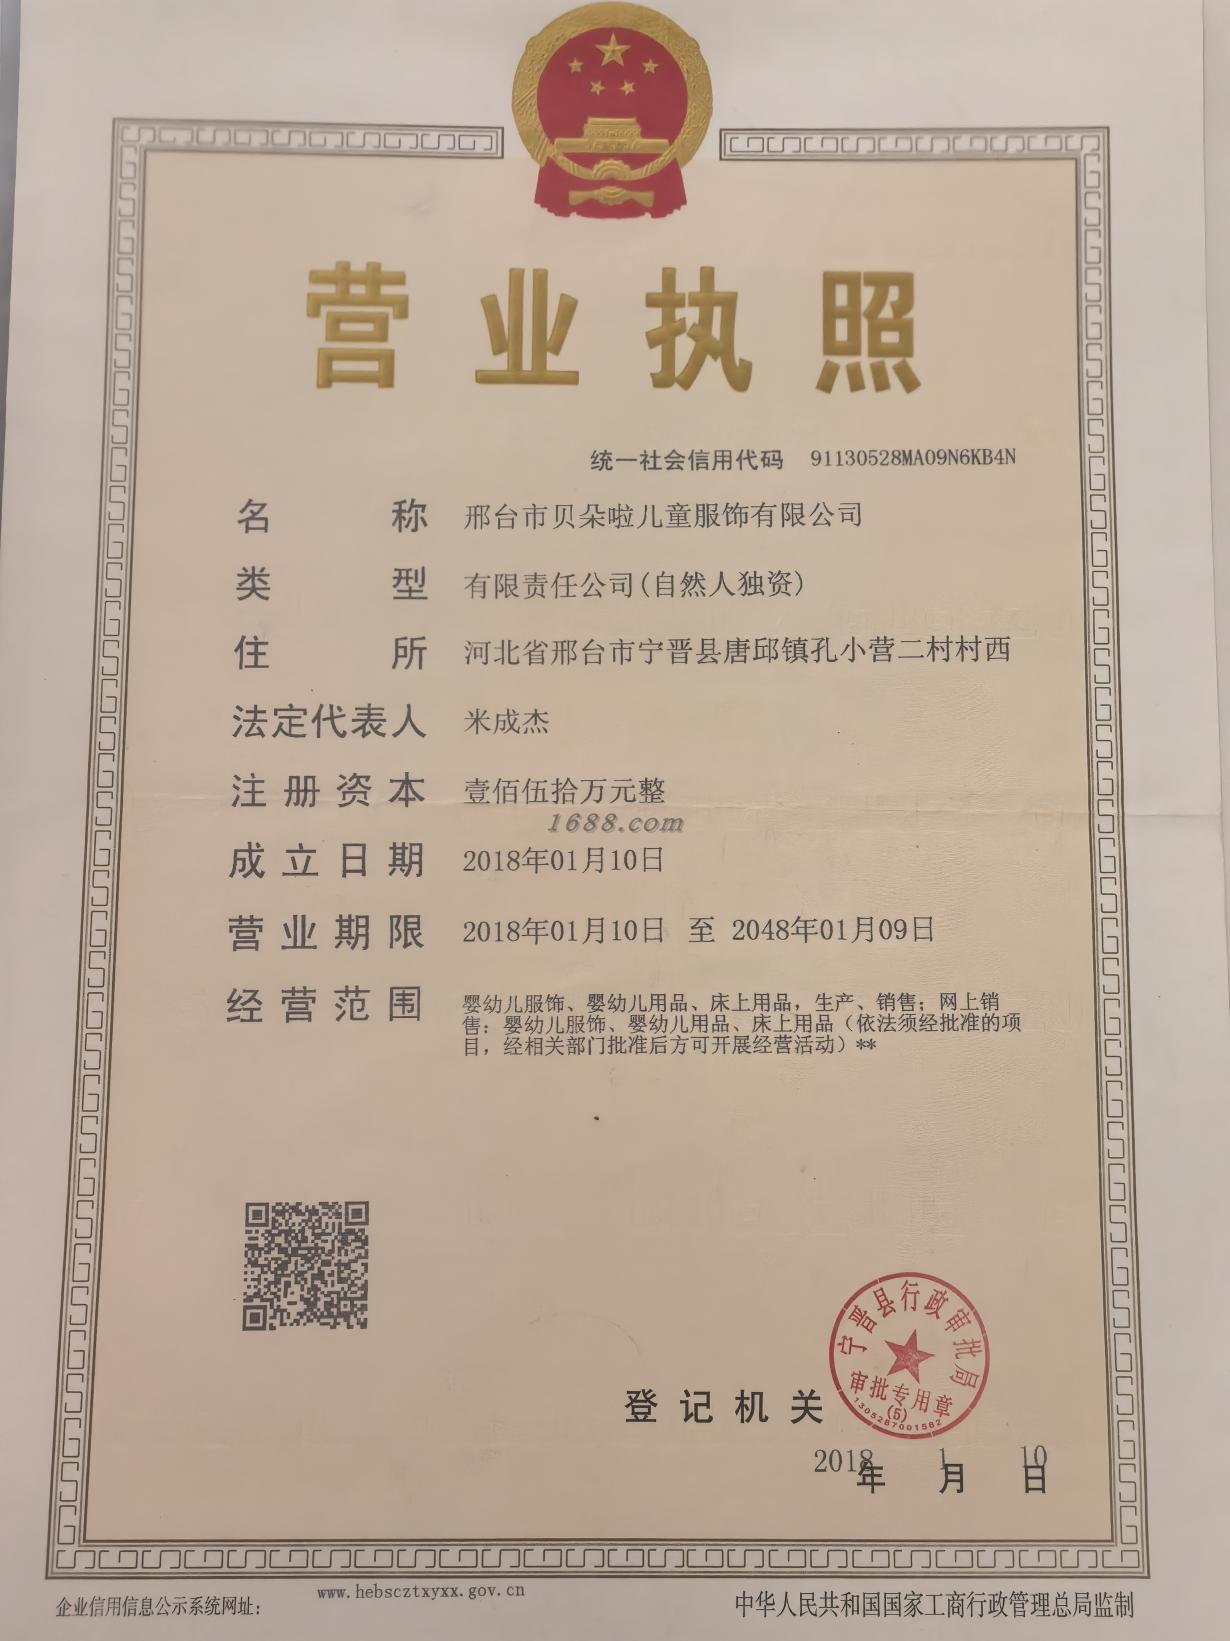 营业执照
统一社会信用代码 91130528MA09N6KB4N
名称 邢台市贝朵啦儿童服饰有限公司
类型 有限责任公司(自然人独资)
住所 河北省邢台市宁晋县唐邱镇孔小营二村村西
法定代表人 米成杰
注册资本 壹佰伍拾万元整
1688.com
成立日期 2018年01月10日
营业期限 2018年01月10日 至 2048年01月09日
经营范围 婴幼儿服饰、婴幼儿用品、床上用品，生产、销售；网上销
售：婴幼儿服饰、婴幼儿用品、床上用品（依法须经批准的项
目，经相关部门批准后方可开展经营活动）**
宁晋县行政审批局
审批专用章
(5)
1305287001582
登记机关
2018年 1月 10日
企业信用信息公示系统网址： www.hebscztxyxx.gov.cn
中华人民共和国国家工商行政管理总局监制